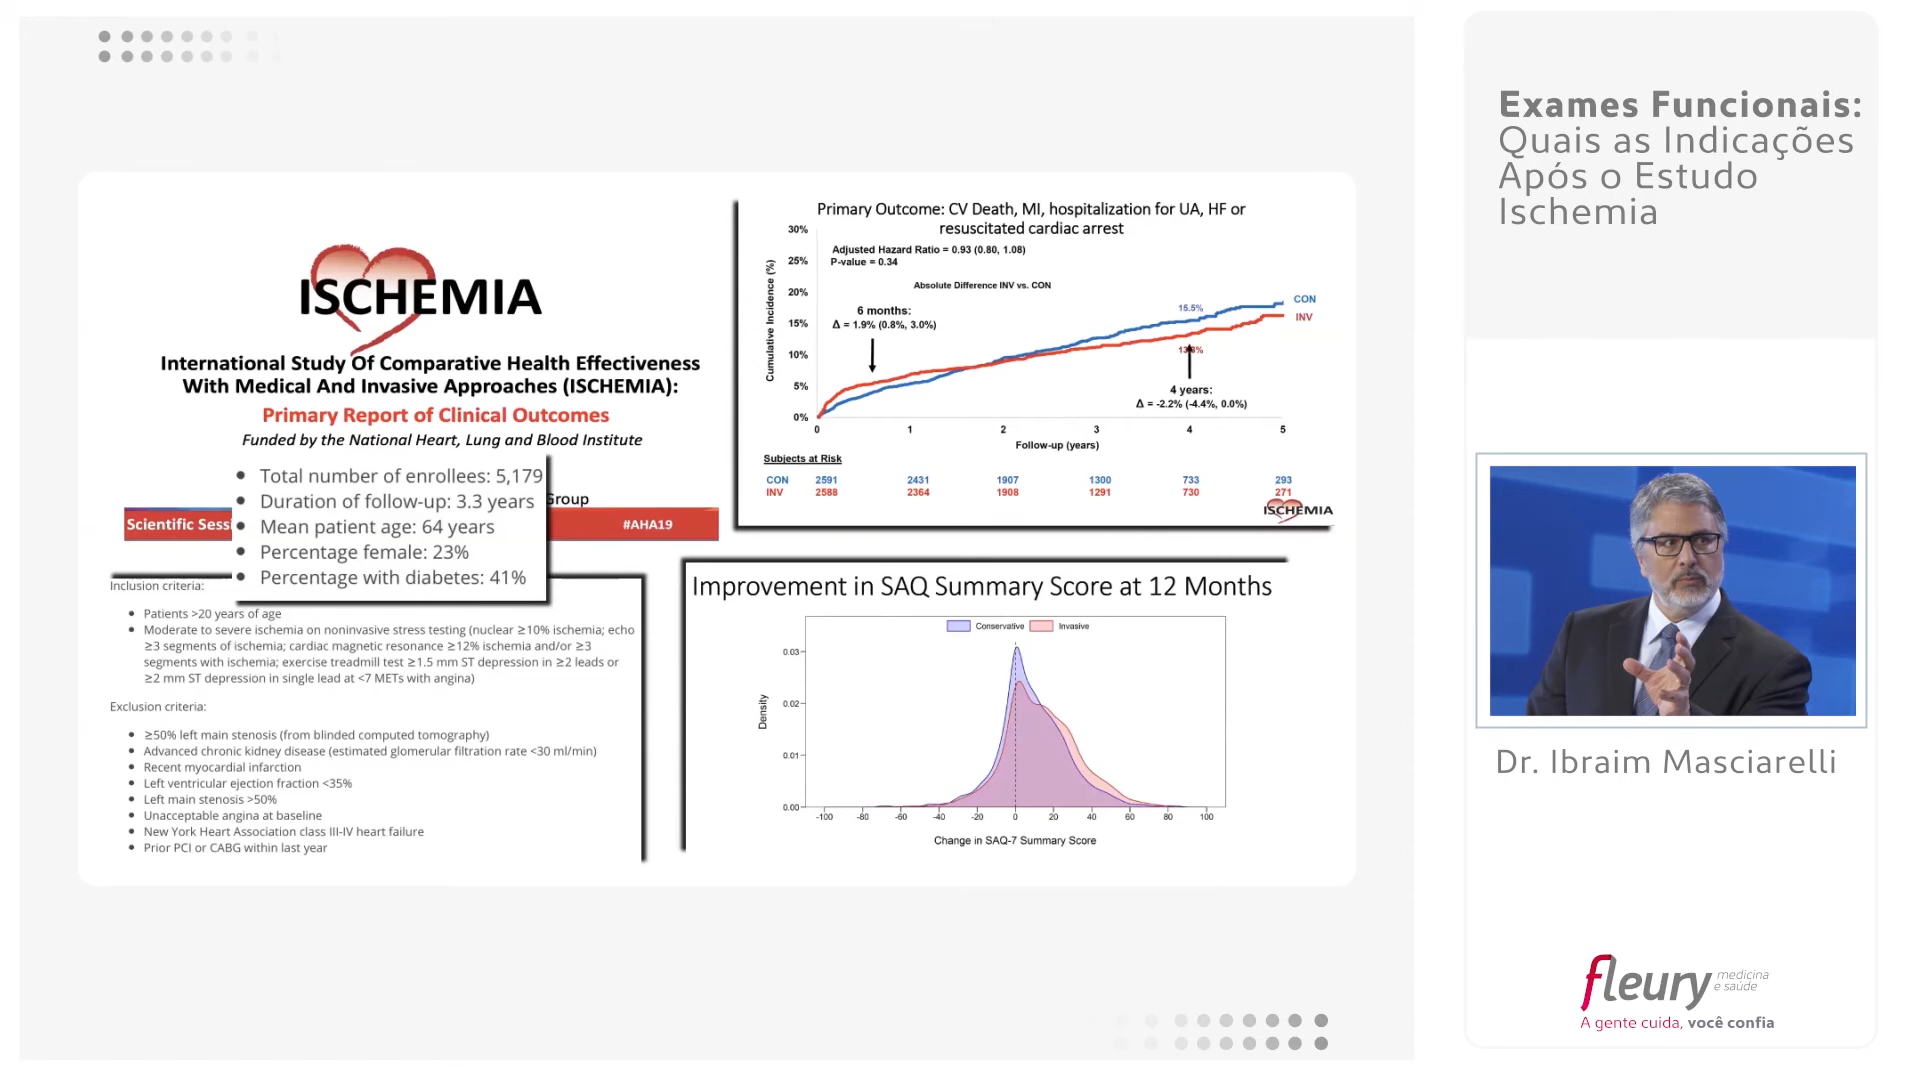 ISCHEMIA
International Study Of Comparative Health Effectiveness
With Medical And Invasive Approaches (ISCHEMIA):
Primary Report of Clinical Outcomes
Funded by the National Heart, Lung and Blood Institute
• Total number of enrollees: 5,179
• Duration of follow-up: 3.3 years
• Mean patient age: 64 years
• Percentage female: 23%
• Percentage with diabetes: 41%
Group
Scientific Sessi
#AHA19
Inclusion criteria:
• Patients >20 years of age
• Moderate to severe ischemia on noninvasive stress testing (nuclear ≥10% ischemia; echo
≥3 segments of ischemia; cardiac magnetic resonance ≥12% ischemia and/or ≥3
segments with ischemia; exercise treadmill test ≥1.5 mm ST depression in ≥2 leads or
≥2 mm ST depression in single lead at <7 METs with angina)
Exclusion criteria:
• ≥50% left main stenosis (from blinded computed tomography)
• Advanced chronic kidney disease (estimated glomerular filtration rate <30 ml/min)
• Recent myocardial infarction
• Left ventricular ejection fraction <35%
• Left main stenosis >50%
• Unacceptable angina at baseline
• New York Heart Association class III-IV heart failure
• Prior PCI or CABG within last year
Primary Outcome: CV Death, MI, hospitalization for UA, HF or
resuscitated cardiac arrest
Adjusted Hazard Ratio = 0.93 (0.80, 1.08)
P-value = 0.34
Absolute Difference INV vs. CON
6 months:
Δ = 1.9% (0.8%, 3.0%)
15.5%
CON
INV
4 years:
Δ = -2.2% (-4.4%, 0.0%)
Cumulative Incidence (%)
30%
25%
20%
15%
10%
5%
0%
0 1 2 3 4 5
Follow-up (years)
Subjects at Risk
CON 2591 2431 1907 1300 733 293
INV 2588 2364 1908 1291 730 271
ISCHEMIA
Improvement in SAQ Summary Score at 12 Months
Conservative Invasive
Density
0.03
0.02
0.01
0.00
-100 -80 -60 -40 -20 0 20 40 60 80 100
Change in SAQ-7 Summary Score
Exames Funcionais:
Quais as Indicações
Após o Estudo
Ischemia
Dr. Ibraim Masciarelli
fleury medicina
e saúde
A gente cuida, você confia